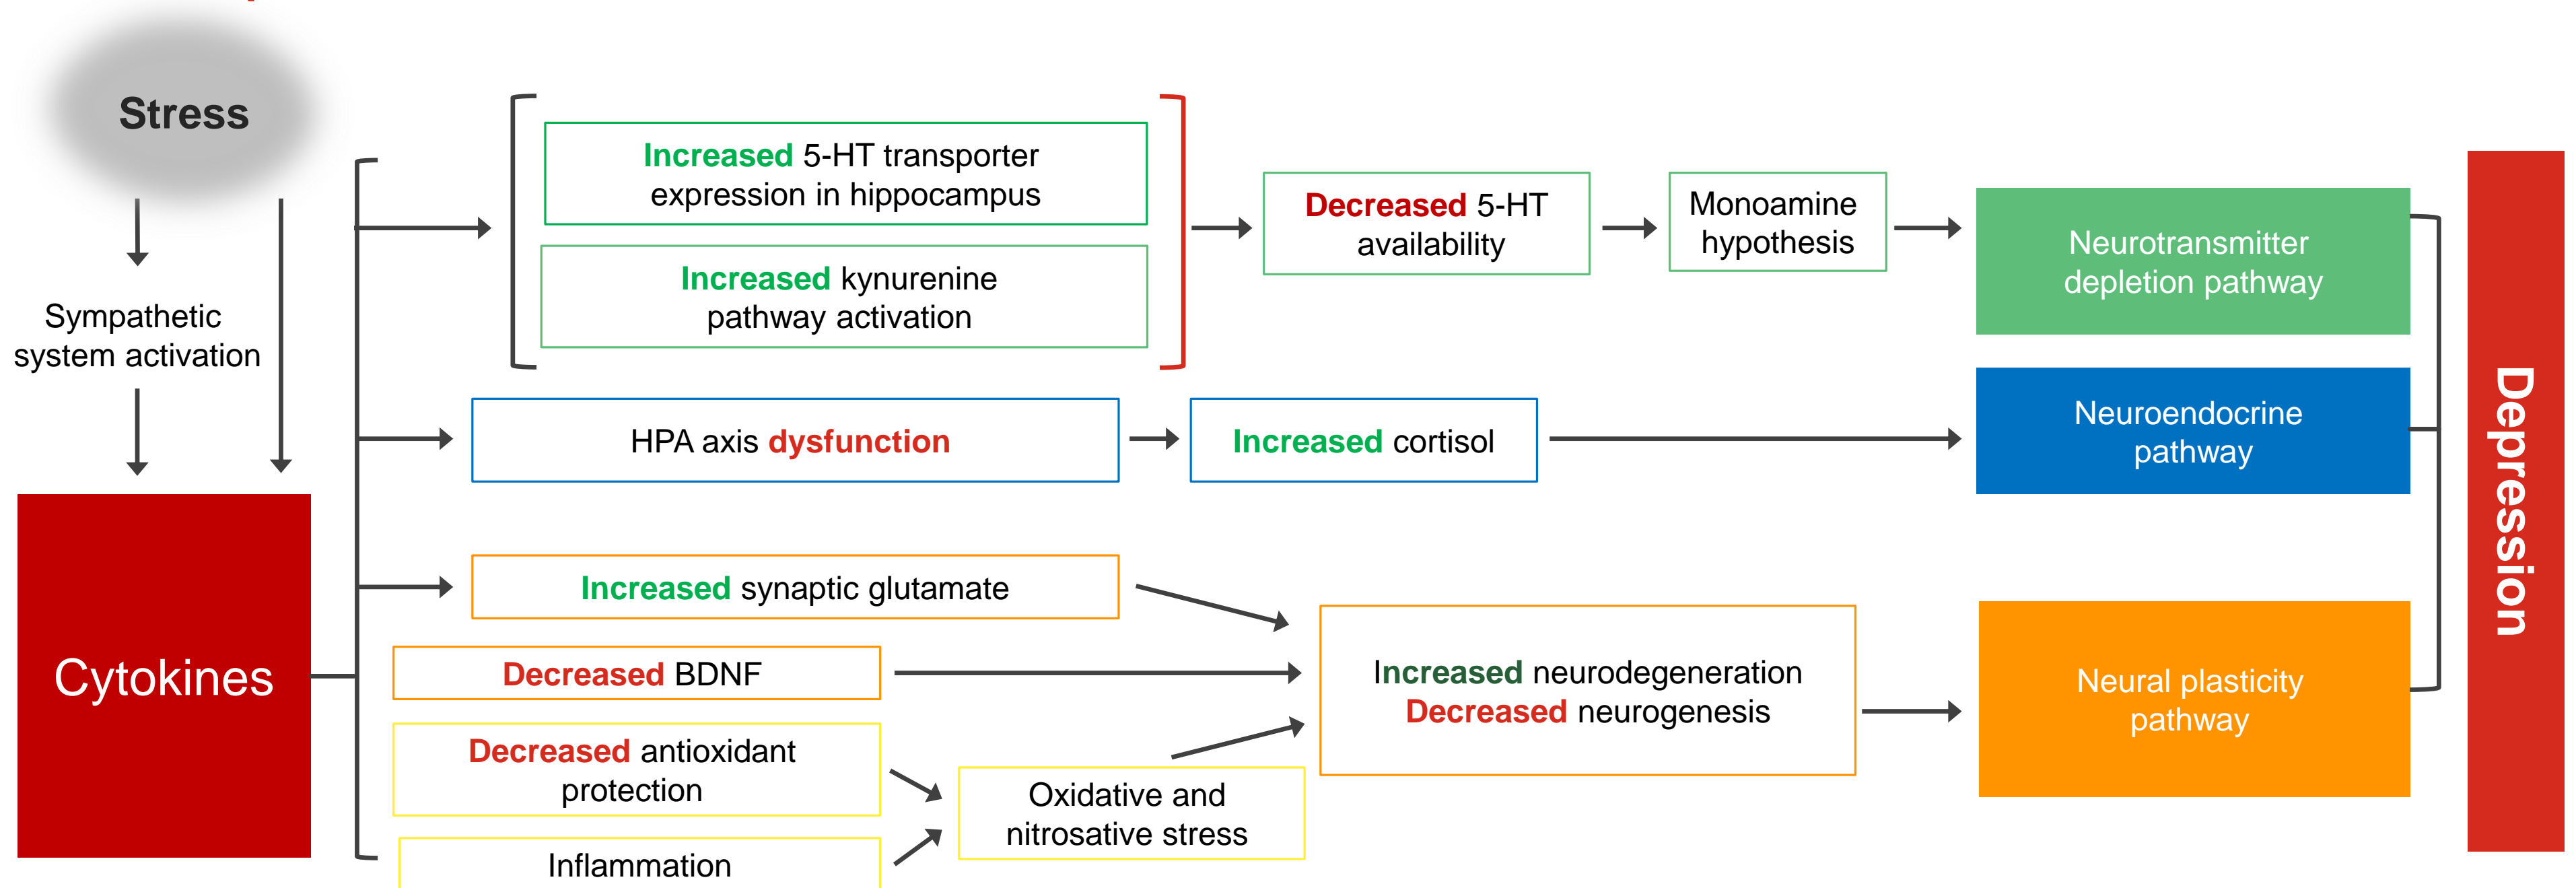 Stress
Sympathetic
system activation
Cytokines
Increased 5-HT transporter
expression in hippocampus
Increased kynurenine
pathway activation
Decreased 5-HT
availability
Monoamine
hypothesis
Neurotransmitter
depletion pathway
HPA axis dysfunction
Increased cortisol
Neuroendocrine
pathway
Increased synaptic glutamate
Decreased BDNF
Decreased antioxidant
protection
Inflammation
Oxidative and
nitrosative stress
Increased neurodegeneration
Decreased neurogenesis
Neural plasticity
pathway
Depression